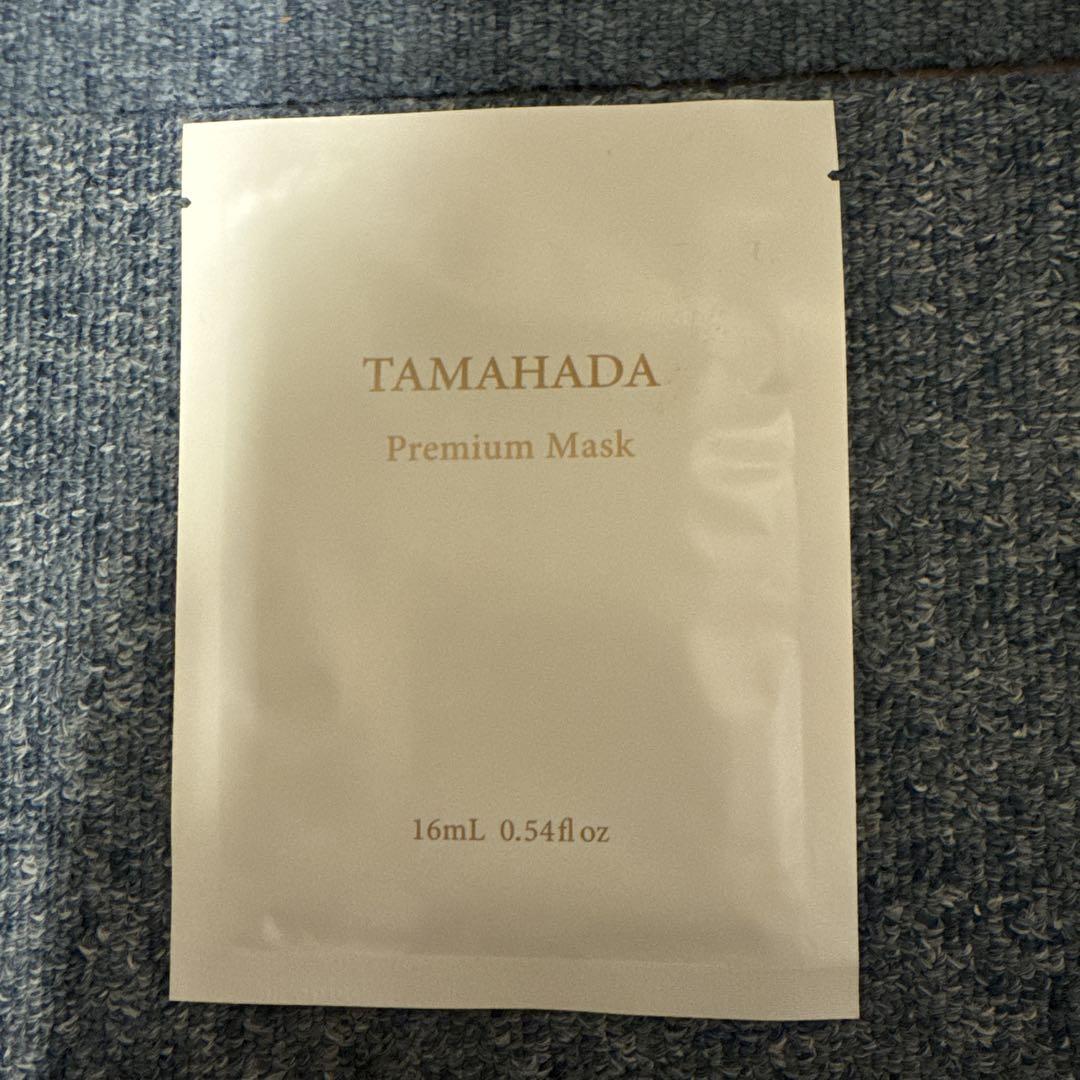 TAMAHADA
Premium Mask
16mL 0.54fl oz